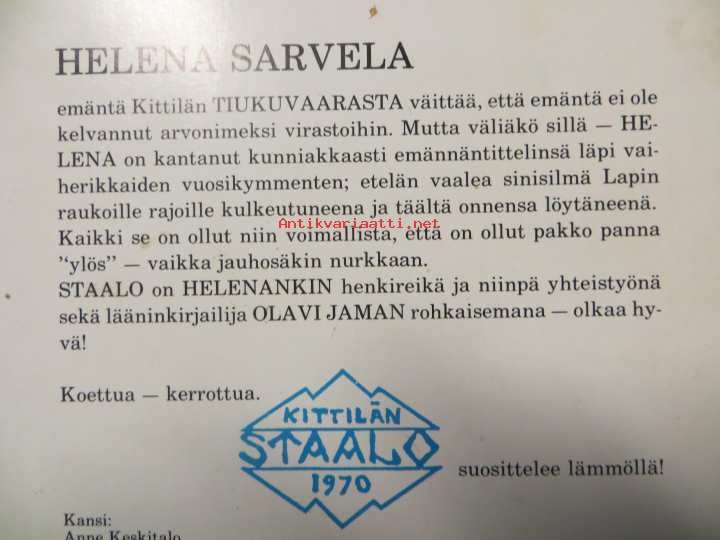 HELENA SARVELA
emäntä Kittilän TIUKUVAARASTA väittää, että emäntä ei ole
kelvannut arvonimeksi virastoihin. Mutta väliäkö sillä — HE-
LENA on kantanut kunniakkaasti emännäntittelinsä läpi vai-
herikkaiden vuosikymmenten; etelän vaalea sinisilmä Lapin
raukoille rajoille kulkeutuneena ja täältä onnensa löytäneenä.
Antikvariaatti.net
Kaikki se on ollut niin voimallista, että on ollut pakko panna
"ylös" — vaikka jauhosäkin nurkkaan.
STAALO on HELENANKIN henkireikä ja niinpä yhteistyönä
sekä lääninkirjailija OLAVI JAMAN rohkaisemana — olkaa hy-
vä!
Koettua — kerrottua.
KITTILÄN
STAALO
1970
suosittelee lämmöllä!
Kansi:
Anne Keskitalo